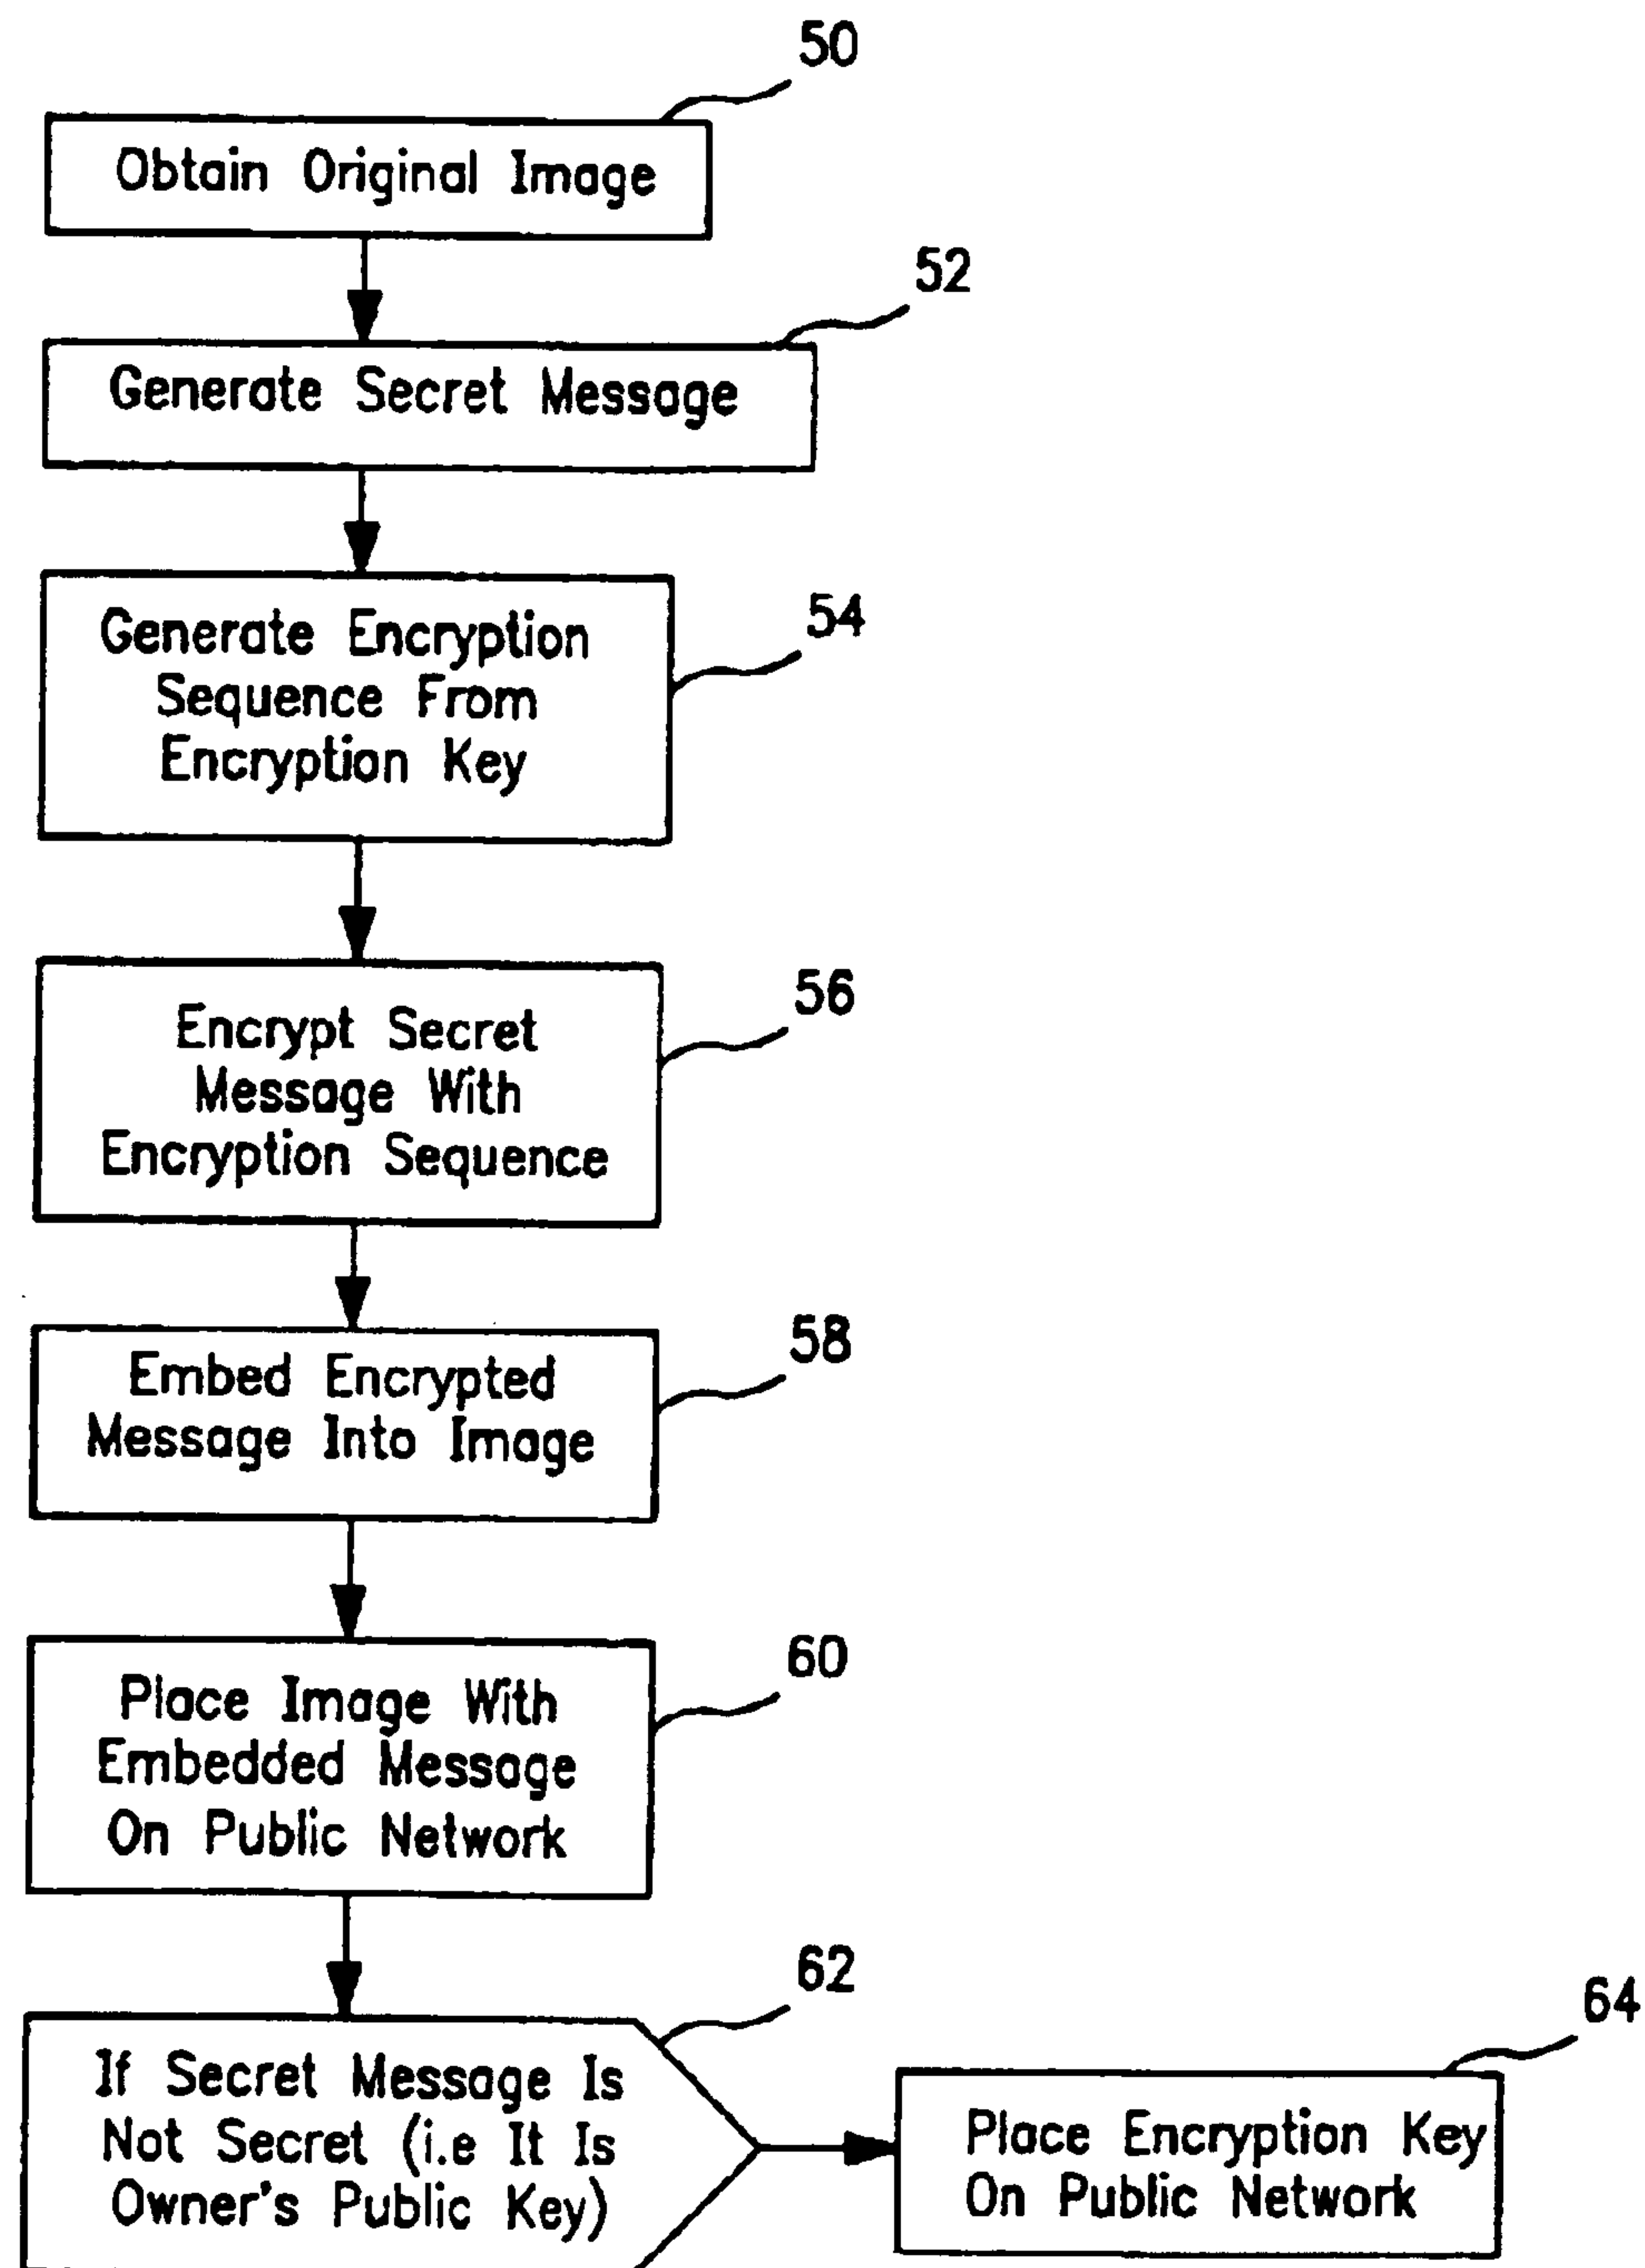 50
Obtain Original Image
52
Generate Secret Message
54
Generate Encryption
Sequence From
Encryption Key
56
Encrypt Secret
Message With
Encryption Sequence
58
Embed Encrypted
Message Into Image
60
Place Image With
Embedded Message
On Public Network
62
If Secret Message Is
Not Secret (i.e It Is
Owner's Public Key)
64
Place Encryption Key
On Public Network